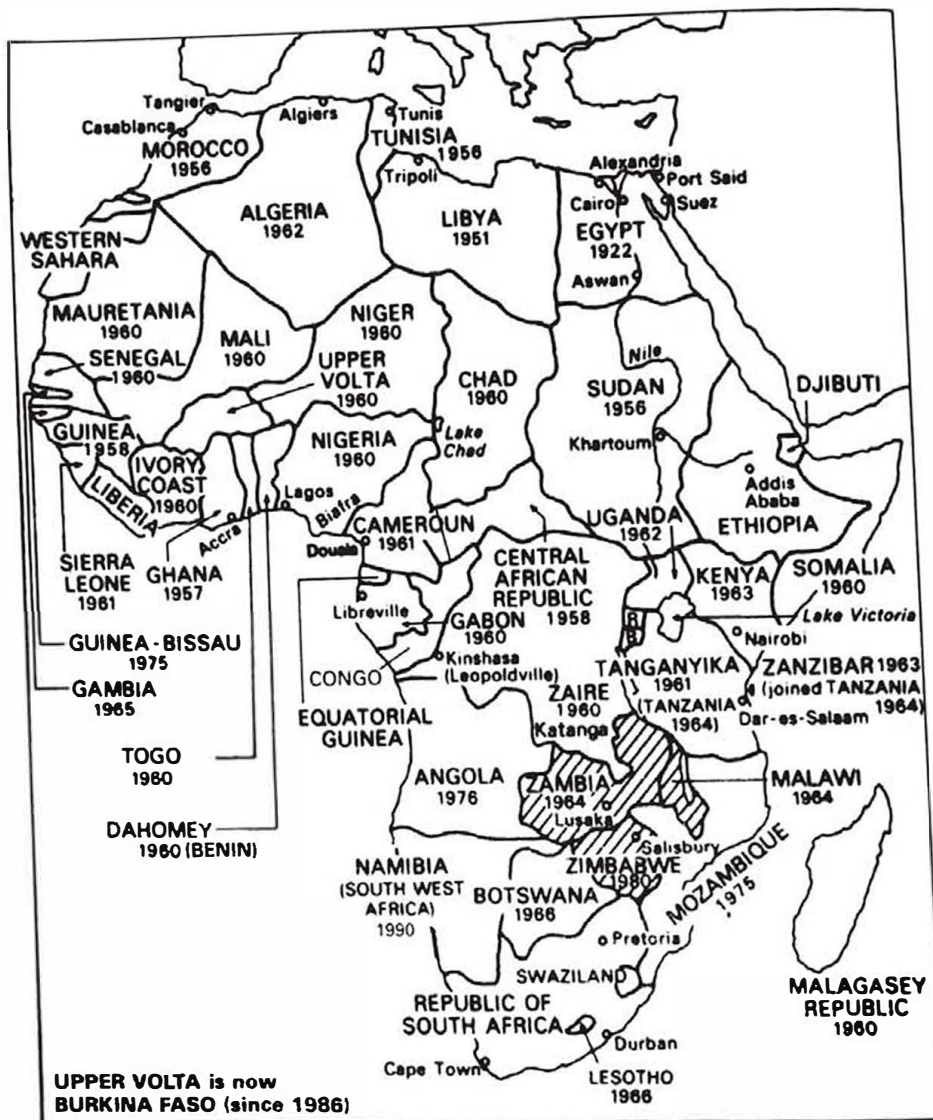 Tangier
Algiers
Tunis
Casablanca
TUNISIA
1956
MOROCCO
1956
Tripoli
Alexandria
Port Said
Cairo
Suez
ALGERIA
1962
LIBYA
1951
EGYPT
1922
WESTERN
SAHARA
Aswan
MAURETANIA
1960
MALI
1960
NIGER
1960
SENEGAL
1960
UPPER
VOLTA
1960
CHAD
1960
Nile
SUDAN
1956
DJIBUTI
GUINEA
1958
NIGERIA
1960
Lake
Chad
Khartoum
IVORY
COAST
1960
LIBERIA
Lagos
Biafra
Addis
Ababa
Accra
CAMEROUN
1961
UGANDA
1962
ETHIOPIA
Douala
SIERRA
LEONE
1961
GHANA
1957
CENTRAL
AFRICAN
REPUBLIC
1958
KENYA
1963
SOMALIA
1960
Libreville
GABON
1960
Lake Victoria
R
B
Nairobi
GUINEA-BISSAU
1975
CONGO
Kinshasa
(Leopoldville)
TANGANYIKA
1961
(TANZANIA
1964)
ZANZIBAR 1963
(joined TANZANIA
1964)
GAMBIA
1965
EQUATORIAL
GUINEA
ZAIRE
1960
Katanga
Dar-es-Salaam
TOGO
1960
ANGOLA
1976
ZAMBIA
1964
Lusaka
MALAWI
1964
DAHOMEY
1960 (BENIN)
Salisbury
NAMIBIA
(SOUTH WEST
AFRICA)
1990
ZIMBABWE
1980
BOTSWANA
1966
MOZAMBIQUE
1975
Pretoria
SWAZILAND
REPUBLIC OF
SOUTH AFRICA
MALAGASEY
REPUBLIC
1960
Durban
Cape Town
LESOTHO
1966
UPPER VOLTA is now
BURKINA FASO (since 1986)